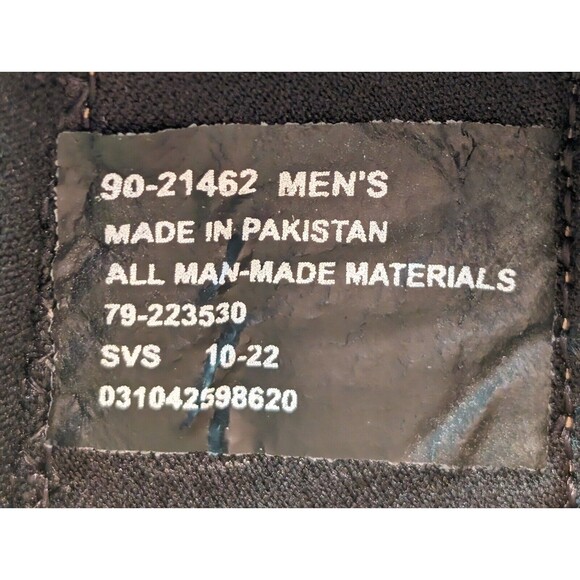 90-21462 MEN'S
MADE IN PAKISTAN
ALL MAN-MADE MATERIALS
79-223530
SVS 10-22
031042598620